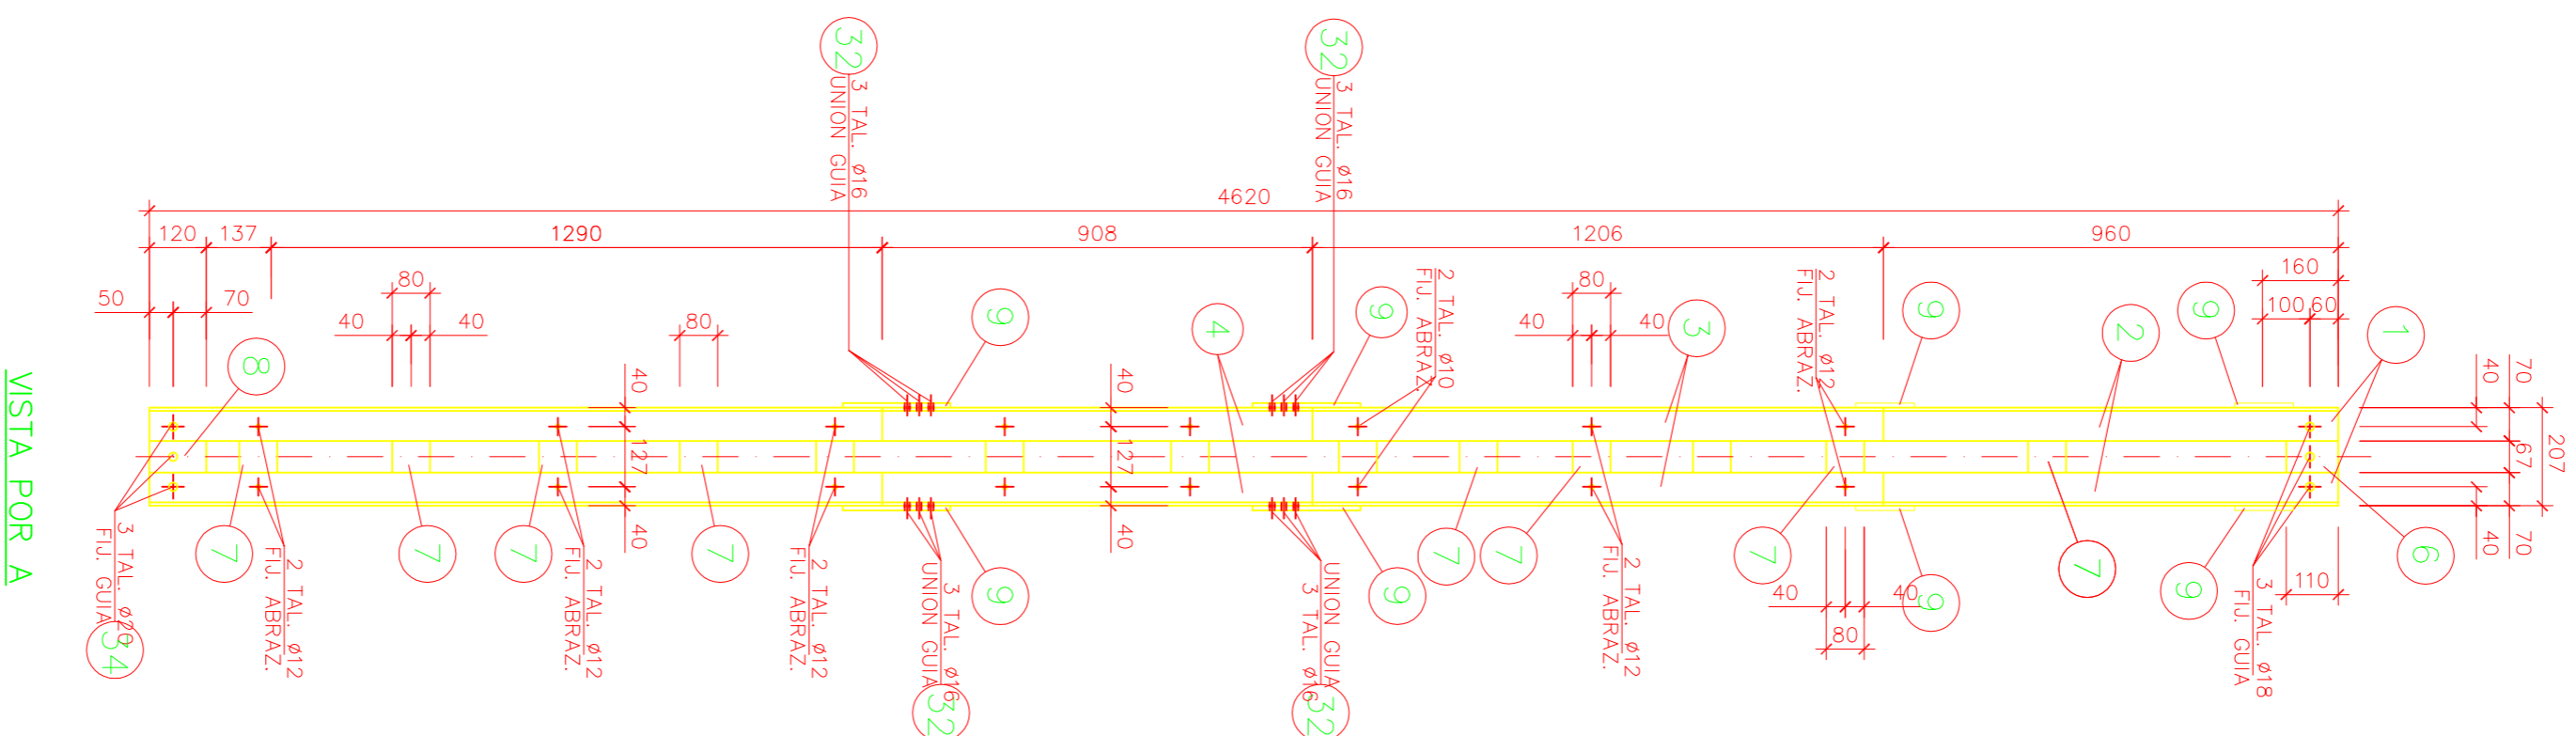 32
3 TAL. ø16
UNION GUIA
32
3 TAL. ø16
UNION GUIA
4620
120
137
1290
908
1206
960
160
100
60
50
70
80
40
40
80
80
40
40
2 TAL. ø10
FIJ. ABRAZ.
2 TAL. ø12
FIJ. ABRAZ.
8
9
4
9
3
9
2
9
1
70
40
207
67
40
70
40
127
40
40
127
40
3 TAL. ø20
FIJ. GUIA
34
7
2 TAL. ø12
FIJ. ABRAZ.
7
7
2 TAL. ø12
FIJ. ABRAZ.
7
2 TAL. ø12
FIJ. ABRAZ.
3 TAL. ø16
UNION GUIA
32
9
UNION GUIA
3 TAL. ø16
32
9
7
7
2 TAL. ø12
FIJ. ABRAZ.
7
40
40
80
9
7
9
3 TAL. ø18
FIJ. GUIA
110
6
VISTA POR A